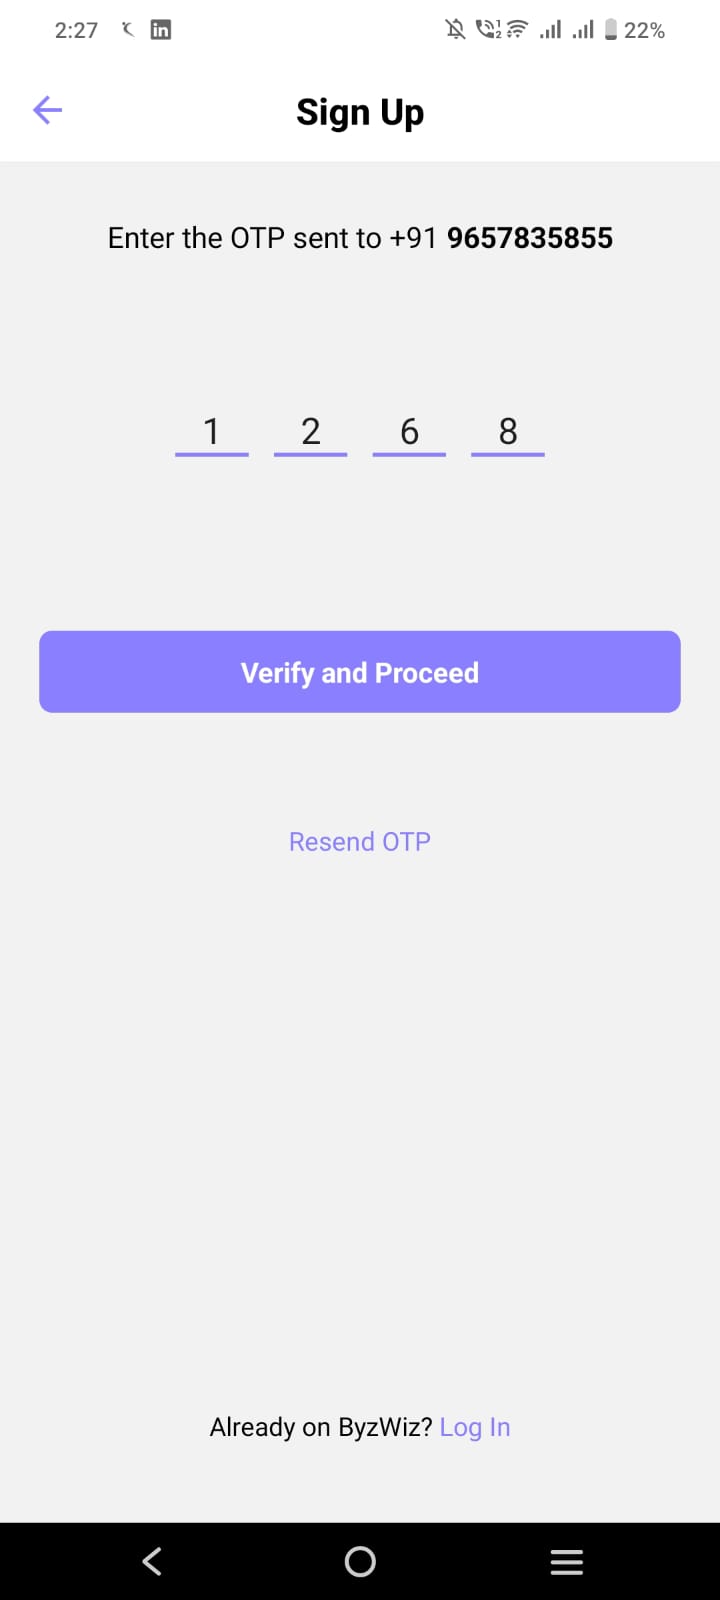 2:27 in 22%
Sign Up
Enter the OTP sent to +91 9657835855
1 2 6 8
Verify and Proceed
Resend OTP
Already on ByzWiz? Log In